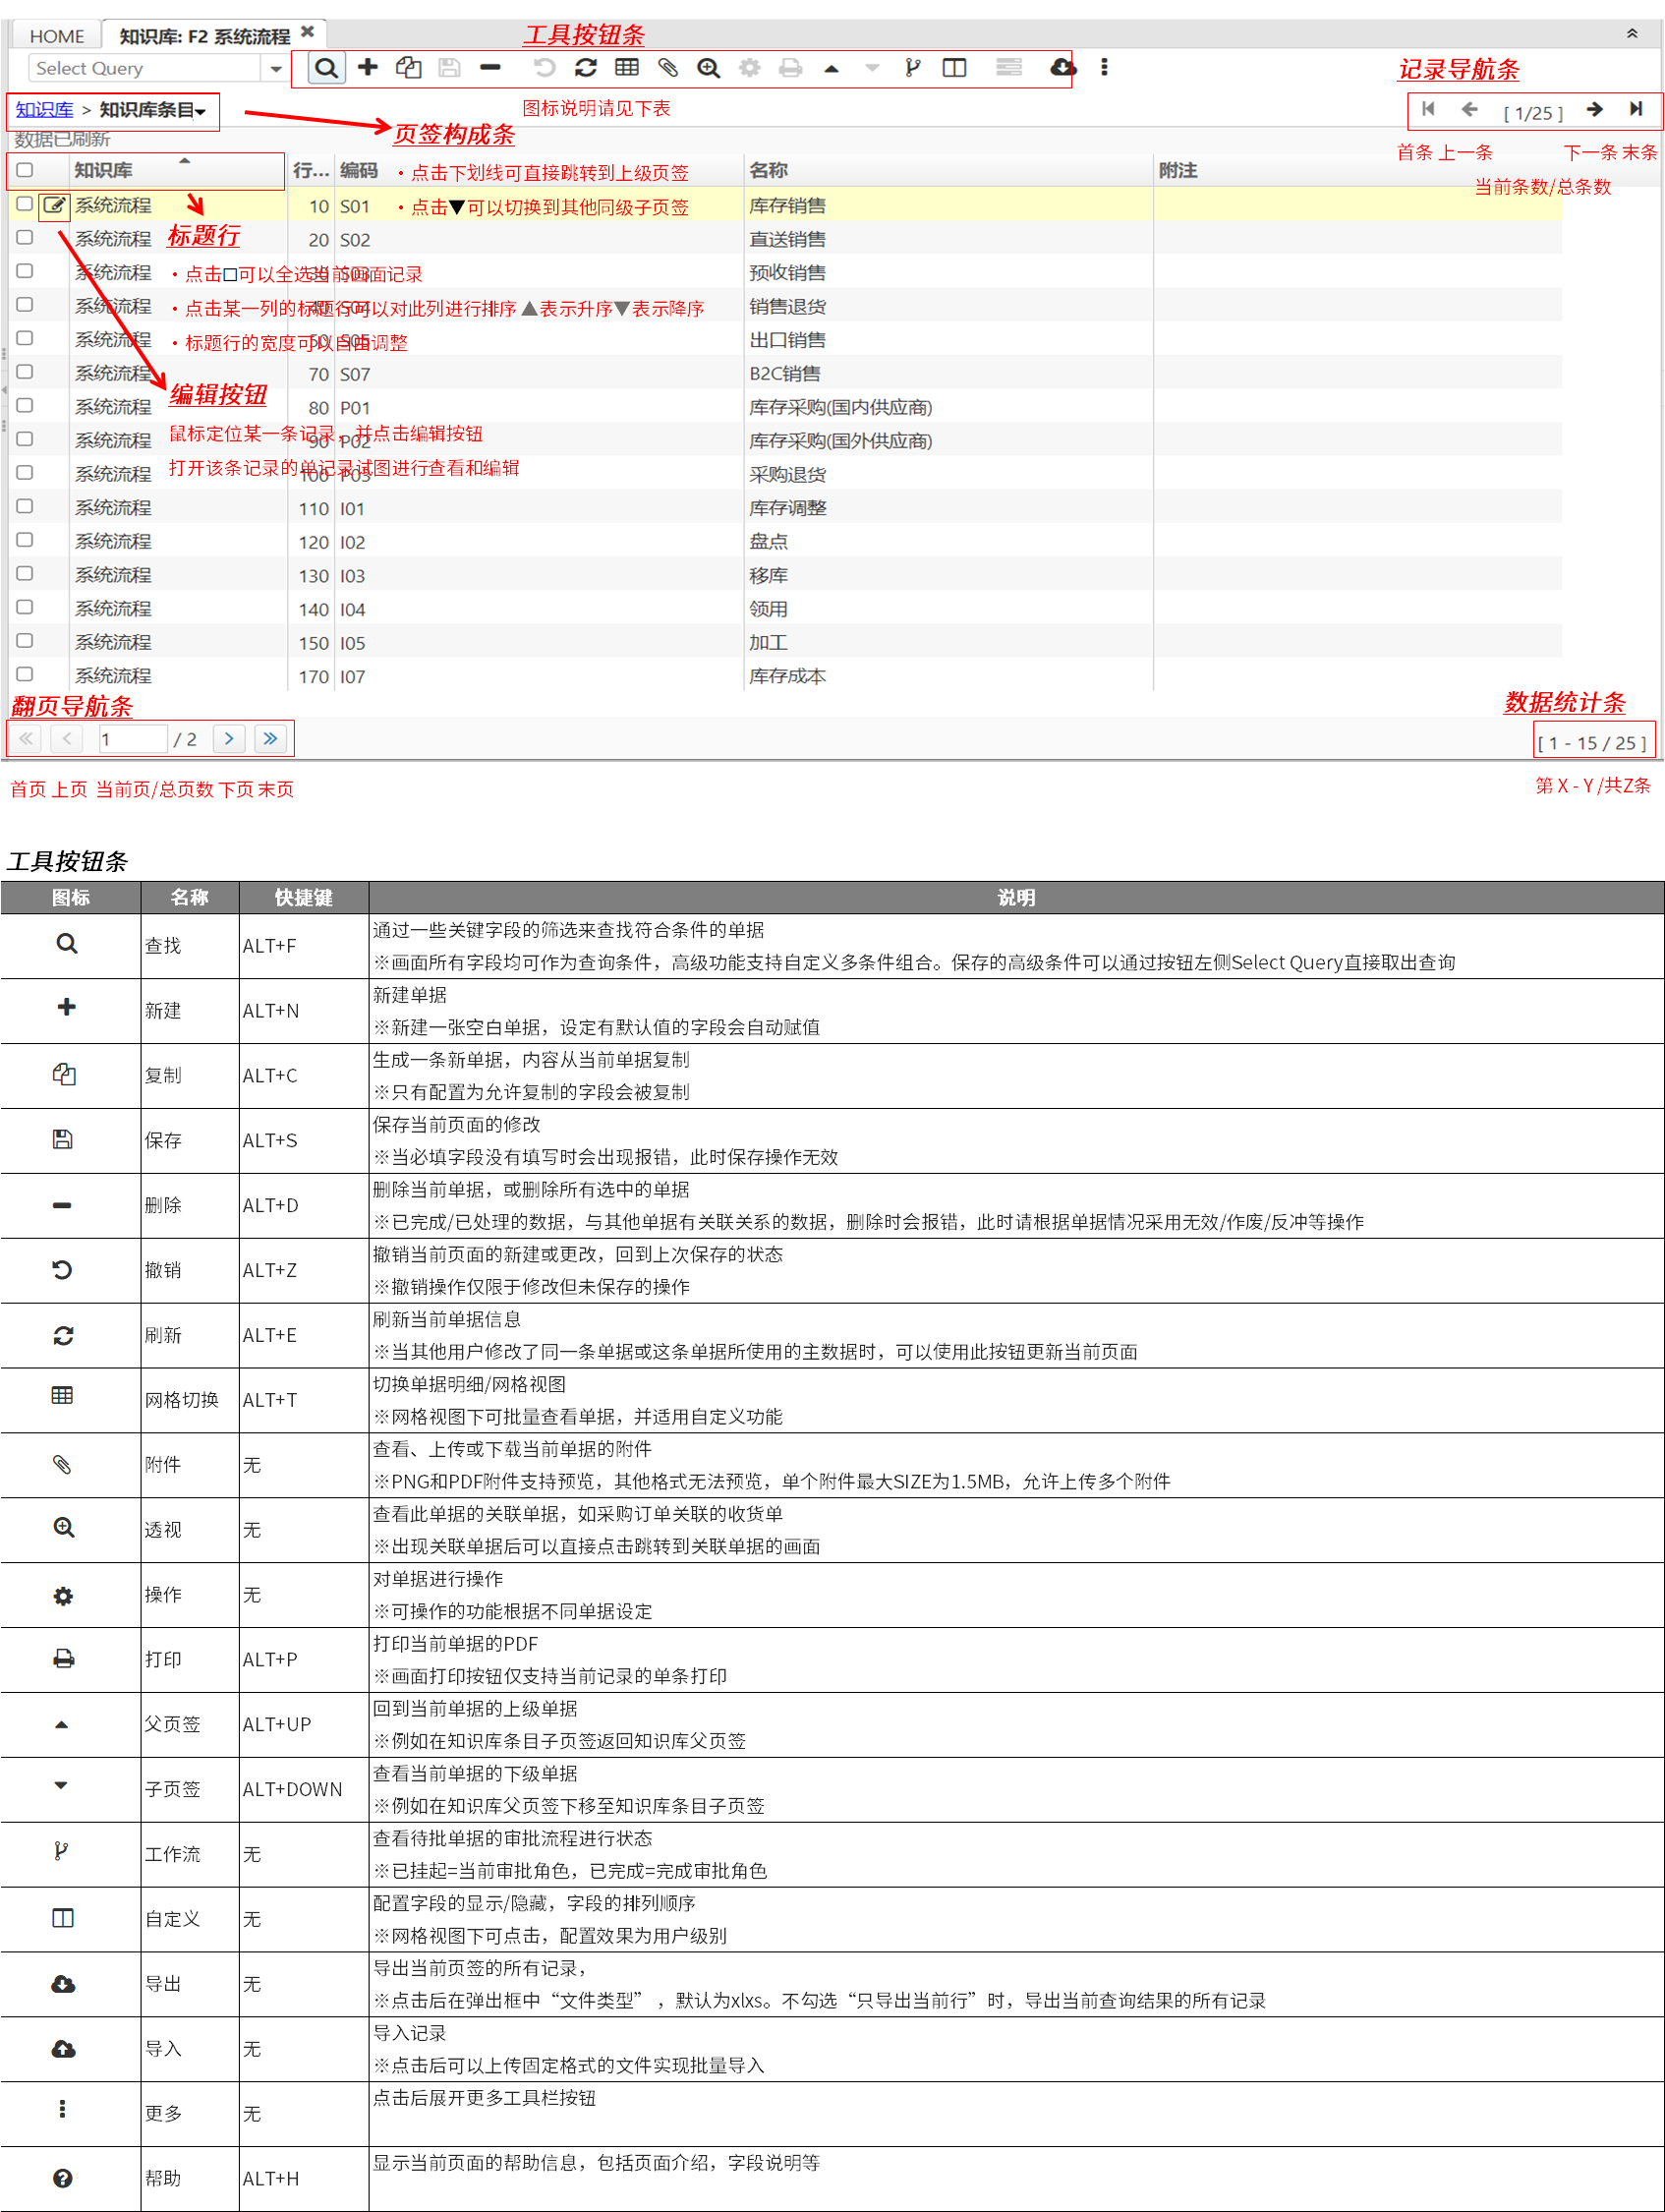 HOME 知识库: F2 系统流程
工具按钮条
Select Query
记录导航条
知识库 > 知识库条目
图标说明请见下表
[ 1/25 ]
页签构成条
数据已刷新
首条 上一条 下一条 末条
知识库 行... 编码 名称 附注
・点击下划线可直接跳转到上级页签
当前条数/总条数
系统流程 10 S01 库存销售
・点击▼可以切换到其他同级子页签
标题行
系统流程 20 S02 直送销售
系统流程 30 S03 预收销售
・点击□可以全选当前画面记录
系统流程 40 S04 销售退货
・点击某一列的标题行可以对此列进行排序 ▲表示升序▼表示降序
系统流程 50 S05 出口销售
・标题行的宽度可以自由调整
系统流程 70 S07 B2C销售
编辑按钮
系统流程 80 P01 库存采购(国内供应商)
鼠标定位某一条记录，并点击编辑按钮
系统流程 90 P02 库存采购(国外供应商)
打开该条记录的单记录试图进行查看和编辑
系统流程 100 P03 采购退货
系统流程 110 I01 库存调整
系统流程 120 I02 盘点
系统流程 130 I03 移库
系统流程 140 I04 领用
系统流程 150 I05 加工
系统流程 170 I07 库存成本
翻页导航条
数据统计条
1 / 2
[ 1 - 15 / 25 ]
首页 上页 当前页/总页数 下页 末页
第 X - Y /共Z条
工具按钮条
图标 名称 快捷键 说明
查找 ALT+F 通过一些关键字段的筛选来查找符合条件的单据
※画面所有字段均可作为查询条件，高级功能支持自定义多条件组合。保存的高级条件可以通过按钮左侧Select Query直接取出查询
新建 ALT+N 新建单据
※新建一张空白单据，设定有默认值的字段会自动赋值
复制 ALT+C 生成一条新单据，内容从当前单据复制
※只有配置为允许复制的字段会被复制
保存 ALT+S 保存当前页面的修改
※当必填字段没有填写时会出现报错，此时保存操作无效
删除 ALT+D 删除当前单据，或删除所有选中的单据
※已完成/已处理的数据，与其他单据有关联关系的数据，删除时会报错，此时请根据单据情况采用无效/作废/反冲等操作
撤销 ALT+Z 撤销当前页面的新建或更改，回到上次保存的状态
※撤销操作仅限于修改但未保存的操作
刷新 ALT+E 刷新当前单据信息
※当其他用户修改了同一条单据或这条单据所使用的主数据时，可以使用此按钮更新当前页面
网格切换 ALT+T 切换单据明细/网格视图
※网格视图下可批量查看单据，并适用自定义功能
附件 无 查看、上传或下载当前单据的附件
※PNG和PDF附件支持预览，其他格式无法预览，单个附件最大SIZE为1.5MB，允许上传多个附件
透视 无 查看此单据的关联单据，如采购订单关联的收货单
※出现关联单据后可以直接点击跳转到关联单据的画面
操作 无 对单据进行操作
※可操作的功能根据不同单据设定
打印 ALT+P 打印当前单据的PDF
※画面打印按钮仅支持当前记录的单条打印
父页签 ALT+UP 回到当前单据的上级单据
※例如在知识库条目子页签返回知识库父页签
子页签 ALT+DOWN 查看当前单据的下级单据
※例如在知识库父页签下移至知识库条目子页签
工作流 无 查看待批单据的审批流程进行状态
※已挂起=当前审批角色，已完成=完成审批角色
自定义 无 配置字段的显示/隐藏，字段的排列顺序
※网格视图下可点击，配置效果为用户级别
导出 无 导出当前页签的所有记录，
※点击后在弹出框中“文件类型”，默认为xlxs。不勾选“只导出当前行”时，导出当前查询结果的所有记录
导入 无 导入记录
※点击后可以上传固定格式的文件实现批量导入
更多 无 点击后展开更多工具栏按钮
帮助 ALT+H 显示当前页面的帮助信息，包括页面介绍，字段说明等